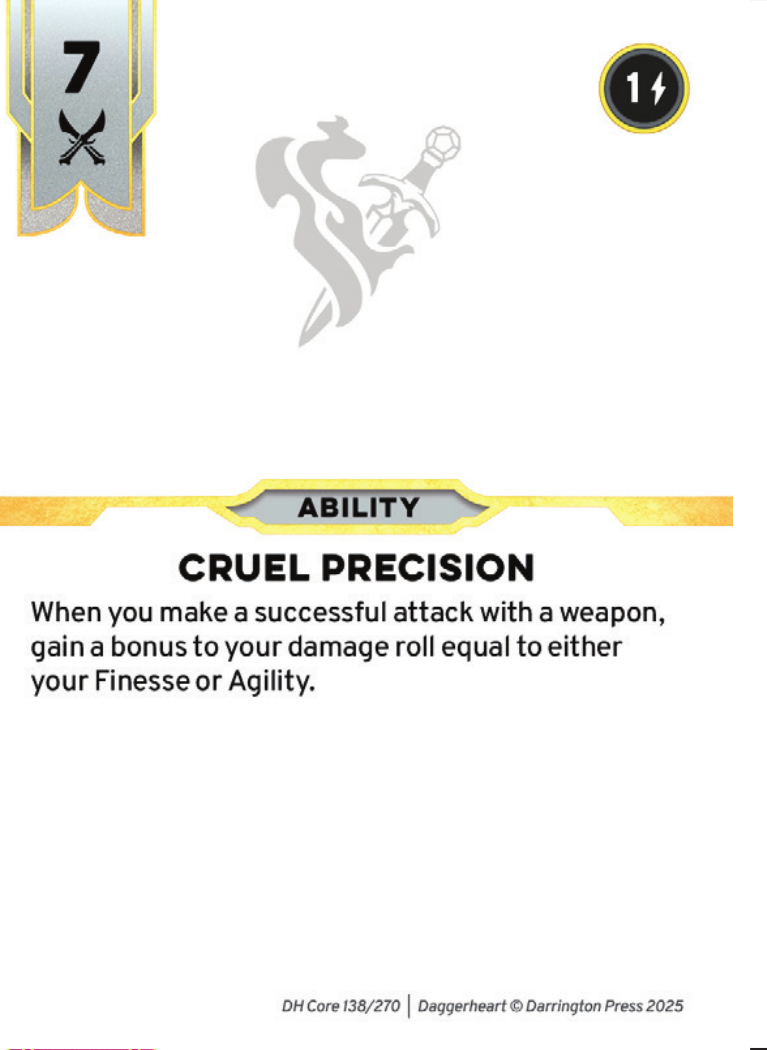 7
1
ABILITY
CRUEL PRECISION
When you make a successful attack with a weapon,
gain a bonus to your damage roll equal to either
your Finesse or Agility.
DH Core 138/270 | Daggerheart © Darrington Press 2025